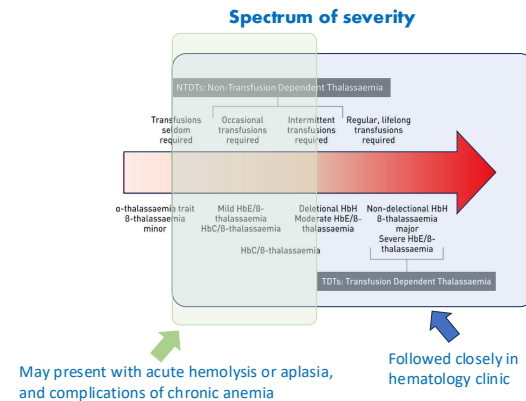 Spectrum of severity
NTDTs: Non-Transfusion Dependent Thalassaemia
Transfusions
seldom
required
Occasional
transfusions
required
Intermittent
transfusions
required
Regular, lifelong
transfusions
required
α-thalassaemia trait
β-thalassaemia
minor
Mild HbE/β-
thalassaemia
HbC/β-thalassaemia
HbC/β-thalassaemia
Deletional HbH
Moderate HbE/β-
thalassaemia
Non-delectional HbH
β-thalassaemia
major
Severe HbE/β-
thalassaemia
TDTs: Transfusion Dependent Thalassaemia
May present with acute hemolysis or aplasia,
and complications of chronic anemia
Followed closely in
hematology clinic